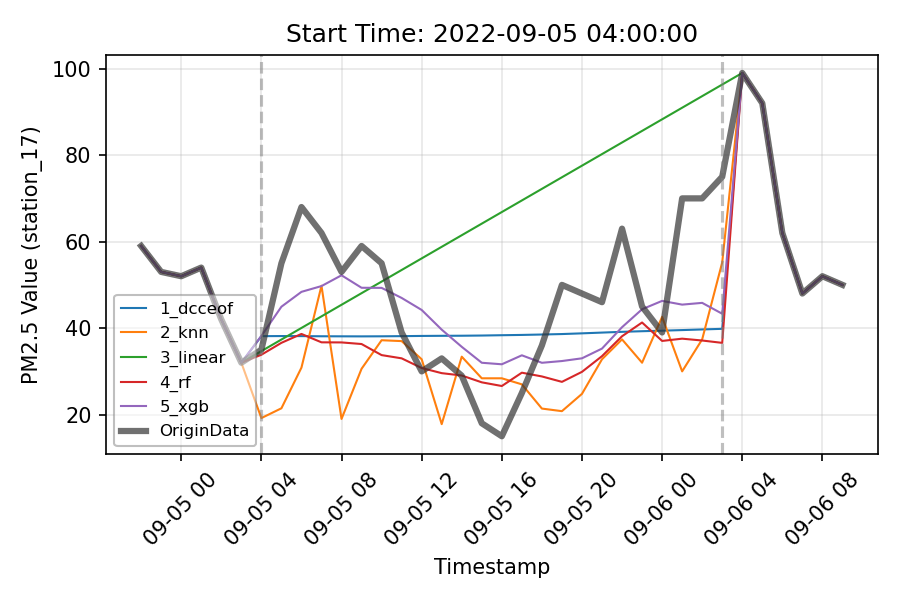 Start Time: 2022-09-05 04:00:00
PM2.5 Value (station_17)
100
80
60
40
20
1_dcceof
2_knn
3_linear
4_rf
5_xgb
OriginData
09-05 00
09-05 04
09-05 08
09-05 12
09-05 16
09-05 20
09-06 00
09-06 04
09-06 08
Timestamp